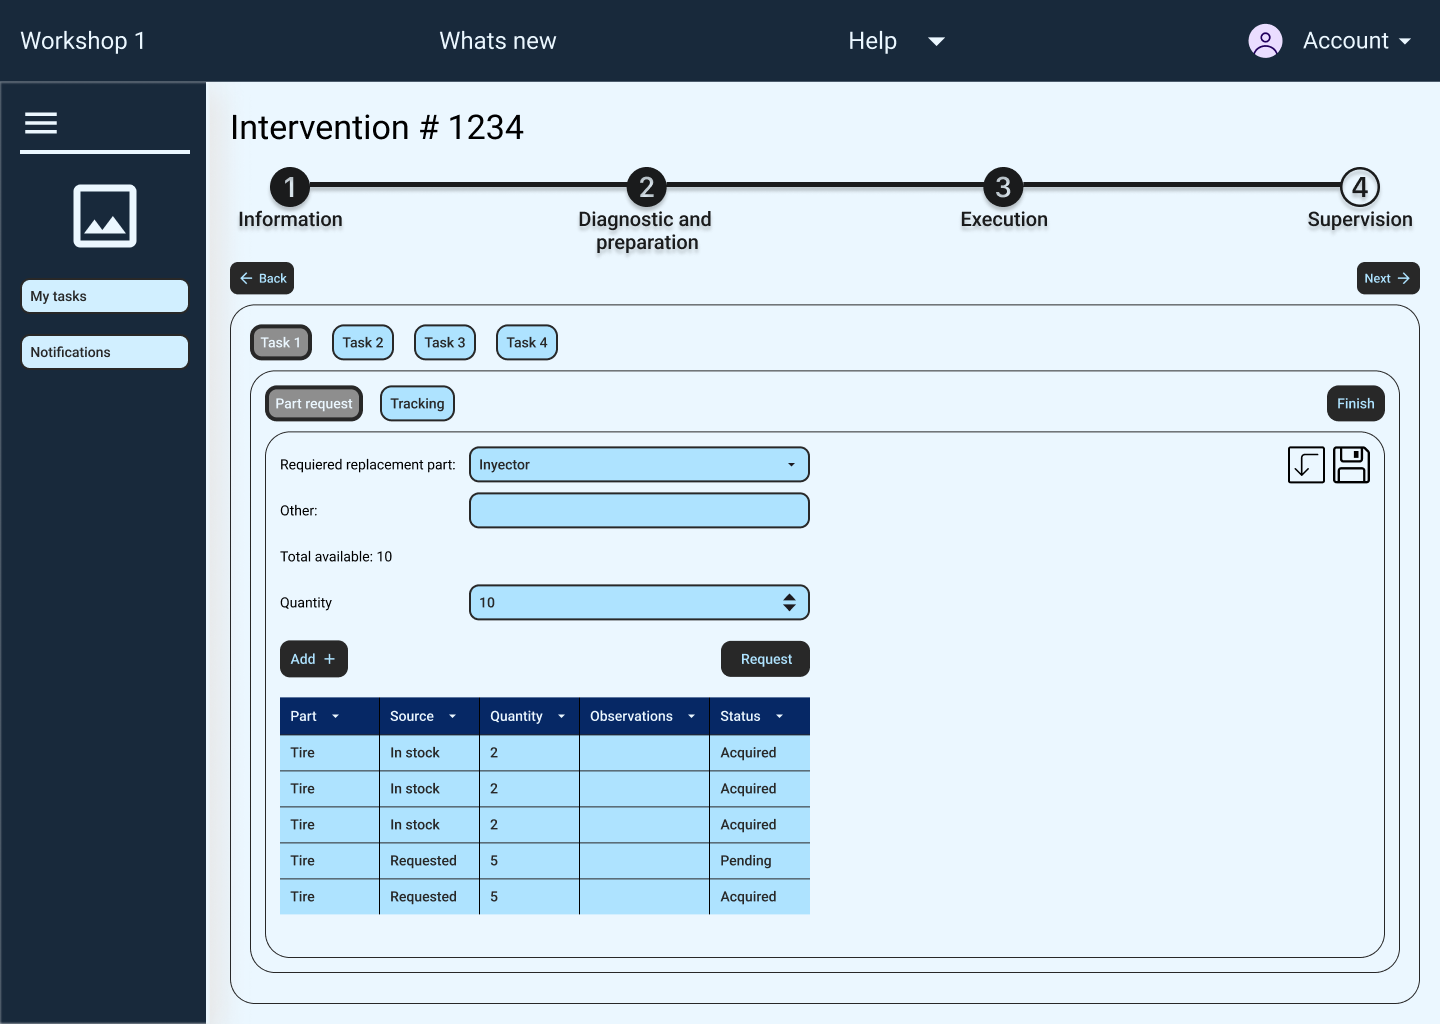 Workshop 1
Whats new
Help
Account
My tasks
Notifications
Intervention # 1234
1
2
3
4
Information
Diagnostic and
preparation
Execution
Supervision
Back
Next
Task 1
Task 2
Task 3
Task 4
Part request
Tracking
Finish
Requiered replacement part:
Inyector
Other:
Total available: 10
Quantity
10
Add
Request
Part Source Quantity Observations Status
Tire In stock 2 Acquired
Tire In stock 2 Acquired
Tire In stock 2 Acquired
Tire Requested 5 Pending
Tire Requested 5 Acquired